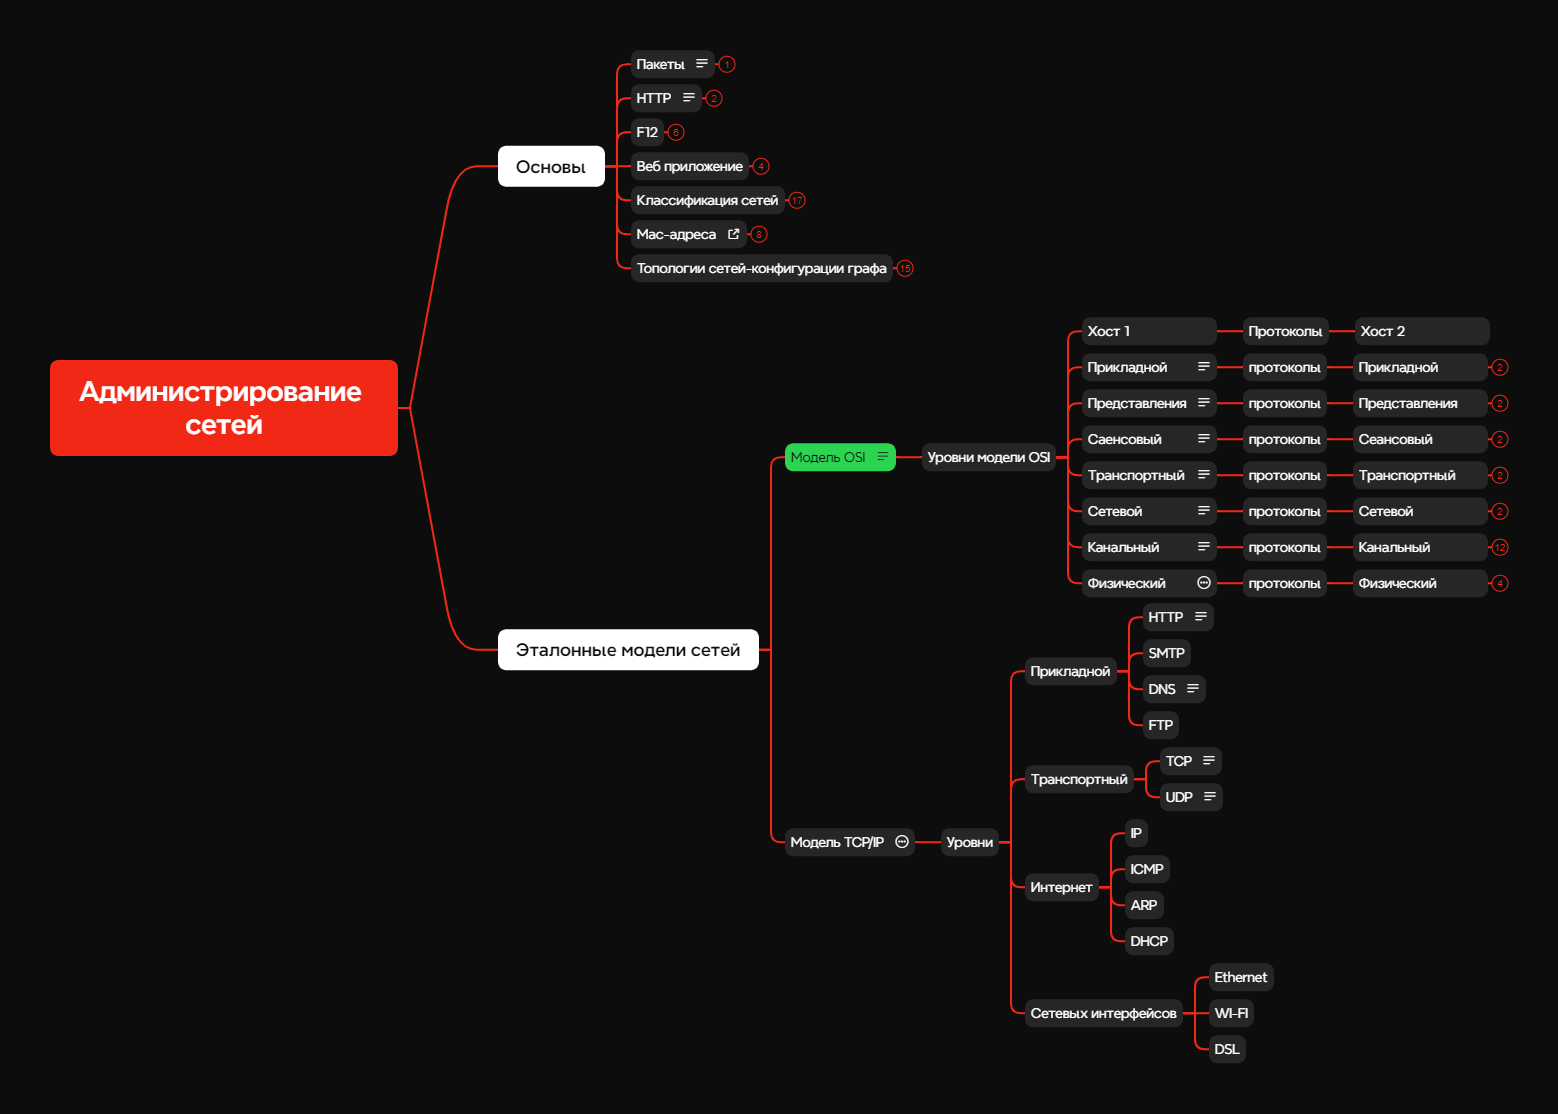 Администрирование
сетей
Основы
Пакеты 1
HTTP 2
F12 6
Веб приложение 4
Классификация сетей 17
Мас-адреса 8
Топологии сетей-конфигурации графа 15
Эталонные модели сетей
Модель OSI
Уровни модели OSI
Хост 1 Протоколы Хост 2
Прикладной протоколы Прикладной 2
Представления протоколы Представления 2
Саенсовый протоколы Сеансовый 2
Транспортный протоколы Транспортный 2
Сетевой протоколы Сетевой 2
Канальный протоколы Канальный 12
Физический протоколы Физический 4
Модель TCP/IP
Уровни
Прикладной
HTTP
SMTP
DNS
FTP
Транспортный
TCP
UDP
Интернет
IP
ICMP
ARP
DHCP
Сетевых интерфейсов
Ethernet
WI-FI
DSL